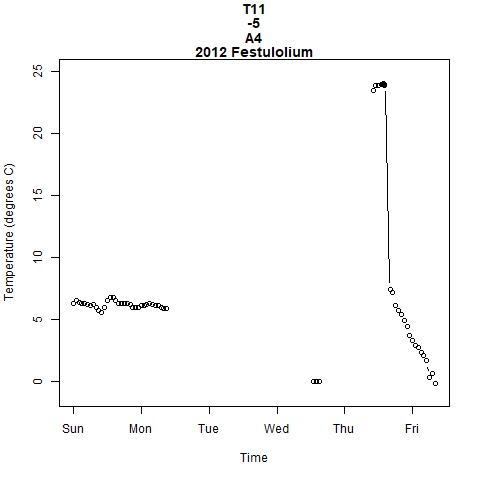 T11
-5
A4
2012 Festulolium
Temperature (degrees C)
25
20
15
10
5
0
Sun Mon Tue Wed Thu Fri
Time